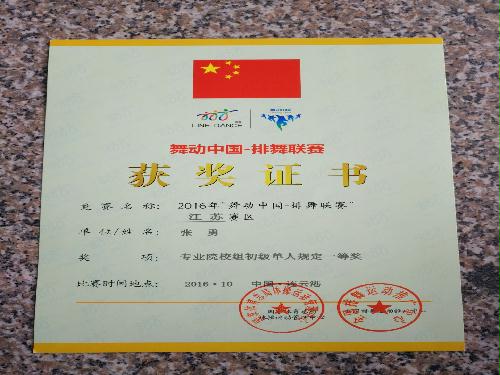 LINE DANCE
舞动中国-排舞联赛
获奖证书
竞赛名称: 2016年“舞动中国-排舞联赛”
江苏赛区
单位/姓名: 张勇
奖项: 专业院校组初级单人规定一等奖
比赛时间地点: 2016·10 中国·连云港